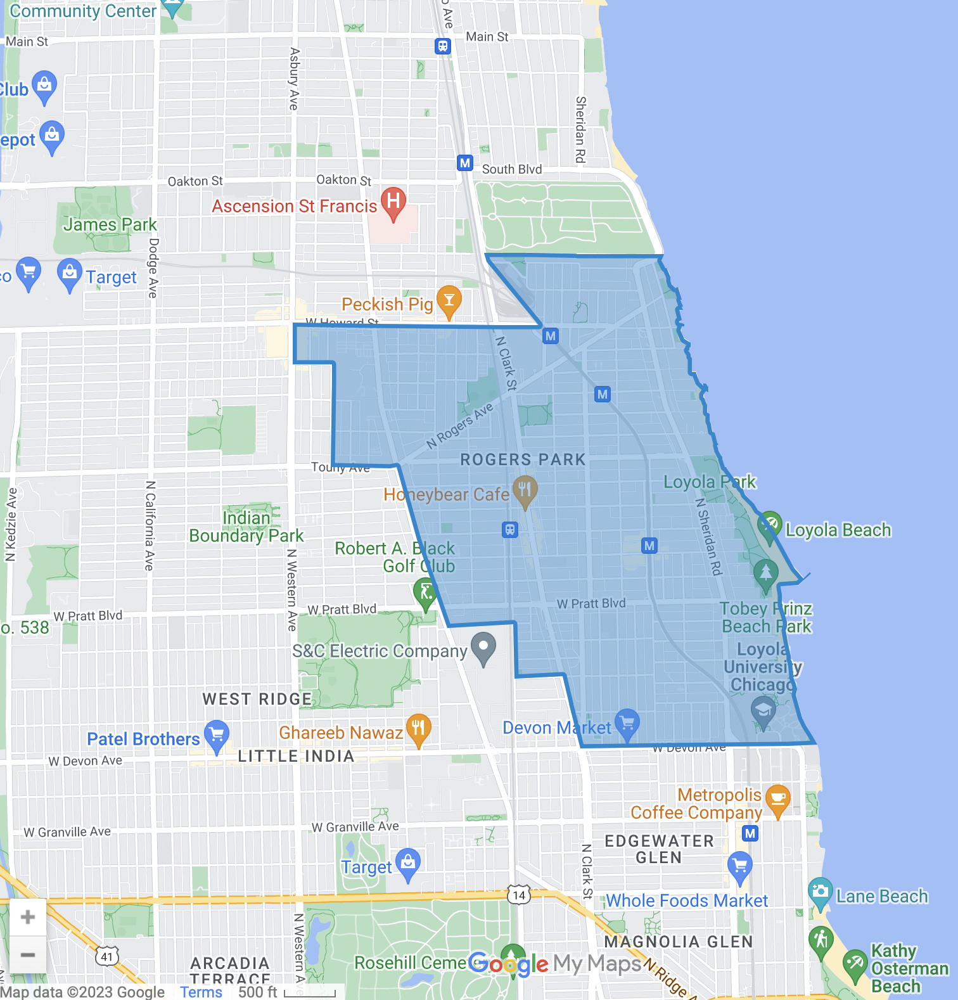 Community Center
Main St
Main St
Asbury Ave
o Ave
Club
Sheridan Rd
epot
M
South Blvd
Oakton St
Oakton St
H
Ascension St Francis
James Park
Dodge Ave
co
Target
Peckish Pig
W Howard St
M
N Clark St
M
N Rogers Ave
ROGERS PARK
Touhy Ave
Loyola Park
Honeybear Cafe
N Kedzie Ave
N California Ave
N Sheridan Rd
Indian
Boundary Park
Loyola Beach
M
Robert A. Black
Golf Club
N Western Ave
W Pratt Blvd
W Pratt Blvd
W Pratt Blvd
Tobey Prinz
Beach Park
o. 538
S&C Electric Company
Loyola
University
Chicago
WEST RIDGE
Devon Market
Ghareeb Nawaz
Patel Brothers
LITTLE INDIA
W Devon Ave
W Devon Ave
Metropolis
Coffee Company
W Granville Ave
W Granville Ave
M
EDGEWATER
GLEN
N Clark St
Target
14
Whole Foods Market
Lane Beach
N Western Ave
MAGNOLIA GLEN
41
ARCADIA
TERRACE
Rosehill Ceme
Google My Maps
N Ridge A
Kathy
Osterman
Beach
+
−
Map data ©2023 Google
Terms
500 ft